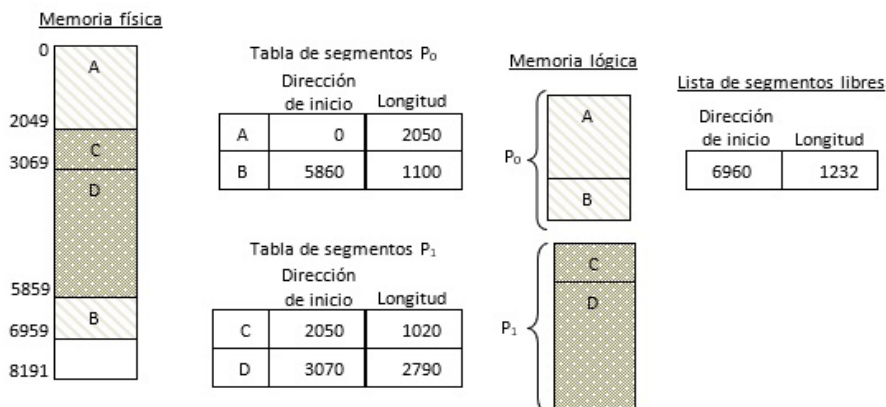 Memoria física
0
A
2049
C
3069
D
5859
B
6959
8191
Tabla de segmentos P₀
Dirección de inicio Longitud
A 0 2050
B 5860 1100
Tabla de segmentos P₁
Dirección de inicio Longitud
C 2050 1020
D 3070 2790
Memoria lógica
P₀
A
B
P₁
C
D
Lista de segmentos libres
Dirección de inicio Longitud
6960 1232